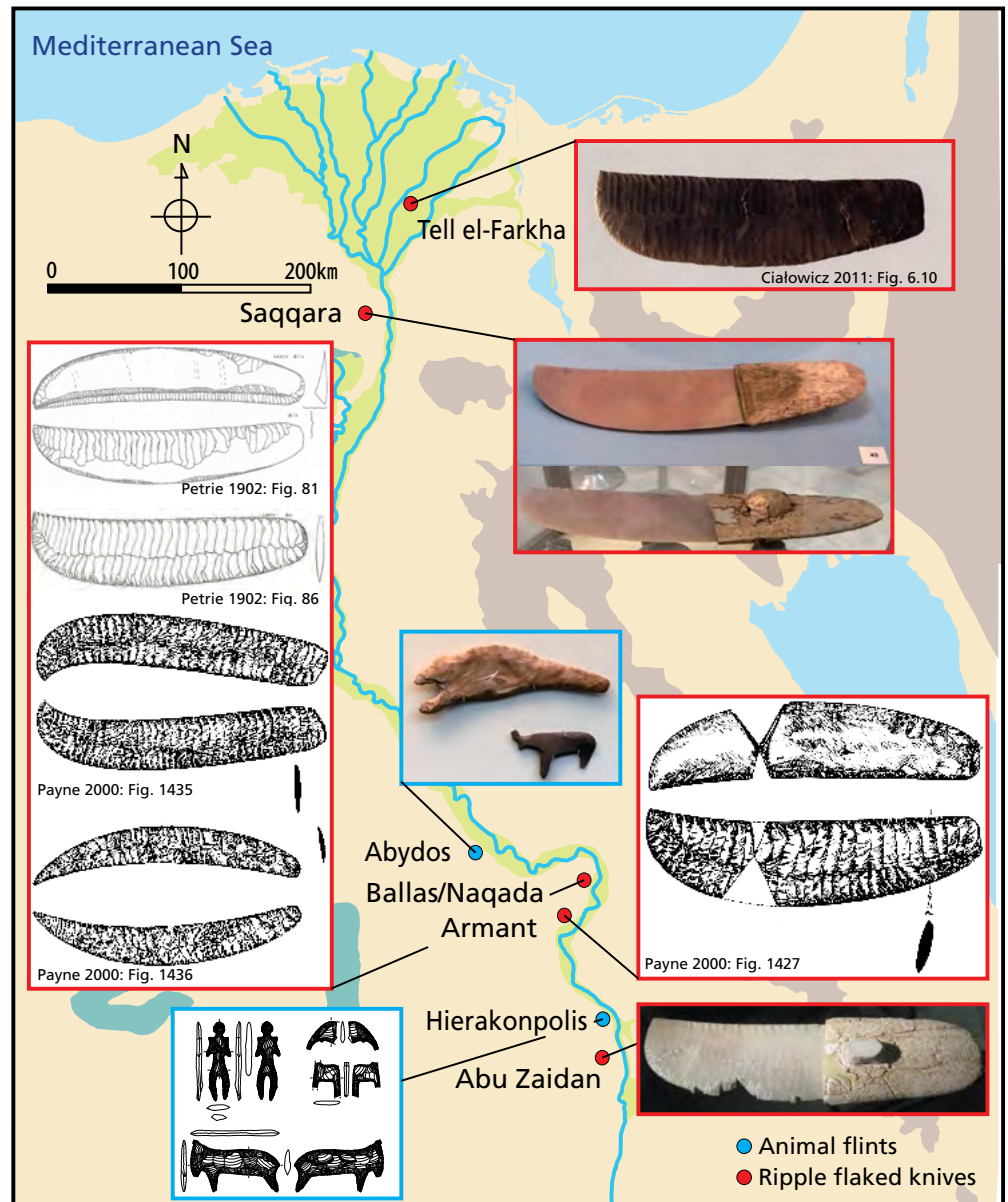 Mediterranean Sea
N
0 100 200km
Tell el-Farkha
Ciałowicz 2011: Fig. 6.10
Saqqara
Petrie 1902: Fig. 81
Petrie 1902: Fig. 86
Payne 2000: Fig. 1435
Payne 2000: Fig. 1436
Abydos
Ballas/Naqada
Armant
Payne 2000: Fig. 1427
Hierakonpolis
Abu Zaidan
Animal flints
Ripple flaked knives